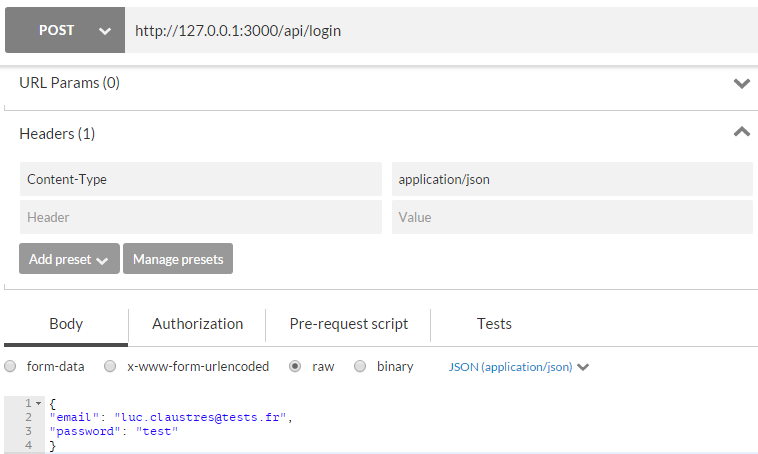 POST http://127.0.0.1:3000/api/login
URL Params (0)
Headers (1)
Content-Type application/json
Header Value
Add preset Manage presets
Body Authorization Pre-request script Tests
form-data x-www-form-urlencoded raw binary JSON (application/json)
1 {
2 "email": "luc.claustres@tests.fr",
3 "password": "test"
4 }